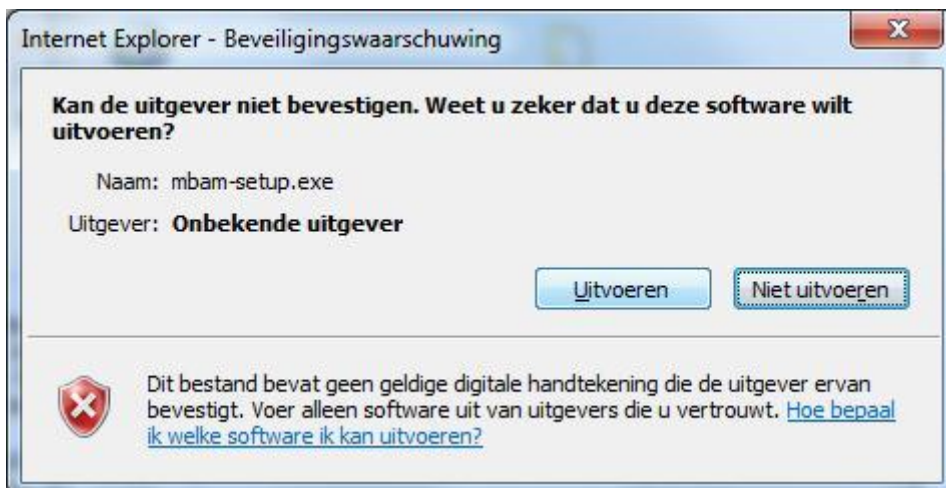 Internet Explorer - Beveiligingswaarschuwing
Kan de uitgever niet bevestigen. Weet u zeker dat u deze software wilt
uitvoeren?
Naam: mbam-setup.exe
Uitgever: Onbekende uitgever
Uitvoeren Niet uitvoeren
Dit bestand bevat geen geldige digitale handtekening die de uitgever ervan
bevestigt. Voer alleen software uit van uitgevers die u vertrouwt. Hoe bepaal
ik welke software ik kan uitvoeren?